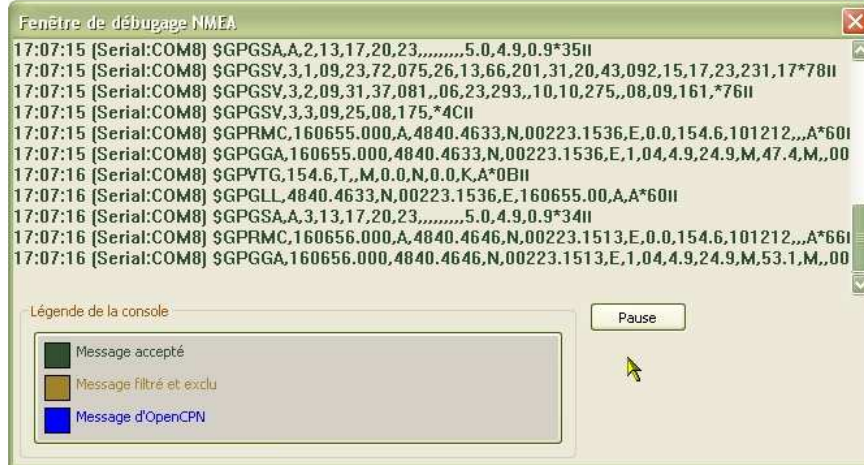 Fenêtre de débugage NMEA
17:07:15 (Serial:COM8) $GPGSA,A,2,13,17,20,23,,,,,,,,,5.0,4.9,0.9*35
17:07:15 (Serial:COM8) $GPGSV,3,1,09,23,72,075,26,13,66,201,31,20,43,092,15,17,23,231,17*78
17:07:15 (Serial:COM8) $GPGSV,3,2,09,31,37,081,,06,23,293,,10,10,275,,08,09,161,*76
17:07:15 (Serial:COM8) $GPGSV,3,3,09,25,08,175,*4C
17:07:15 (Serial:COM8) $GPRMC,160655.000,A,4840.4633,N,00223.1536,E,0.0,154.6,101212,,,A*60
17:07:15 (Serial:COM8) $GPGGA,160655.000,4840.4633,N,00223.1536,E,1,04,4.9,24.9,M,47.4,M,,00
17:07:16 (Serial:COM8) $GPVTG,154.6,T,,M,0.0,N,0.0,K,A*0B
17:07:16 (Serial:COM8) $GPGLL,4840.4633,N,00223.1536,E,160655.00,A,A*60
17:07:16 (Serial:COM8) $GPGSA,A,3,13,17,20,23,,,,,,,,,5.0,4.9,0.9*34
17:07:16 (Serial:COM8) $GPRMC,160656.000,A,4840.4646,N,00223.1513,E,0.0,154.6,101212,,,A*66
17:07:16 (Serial:COM8) $GPGGA,160656.000,4840.4646,N,00223.1513,E,1,04,4.9,24.9,M,53.1,M,,00
Légende de la console
Pause
Message accepté
Message filtré et exclu
Message d'OpenCPN